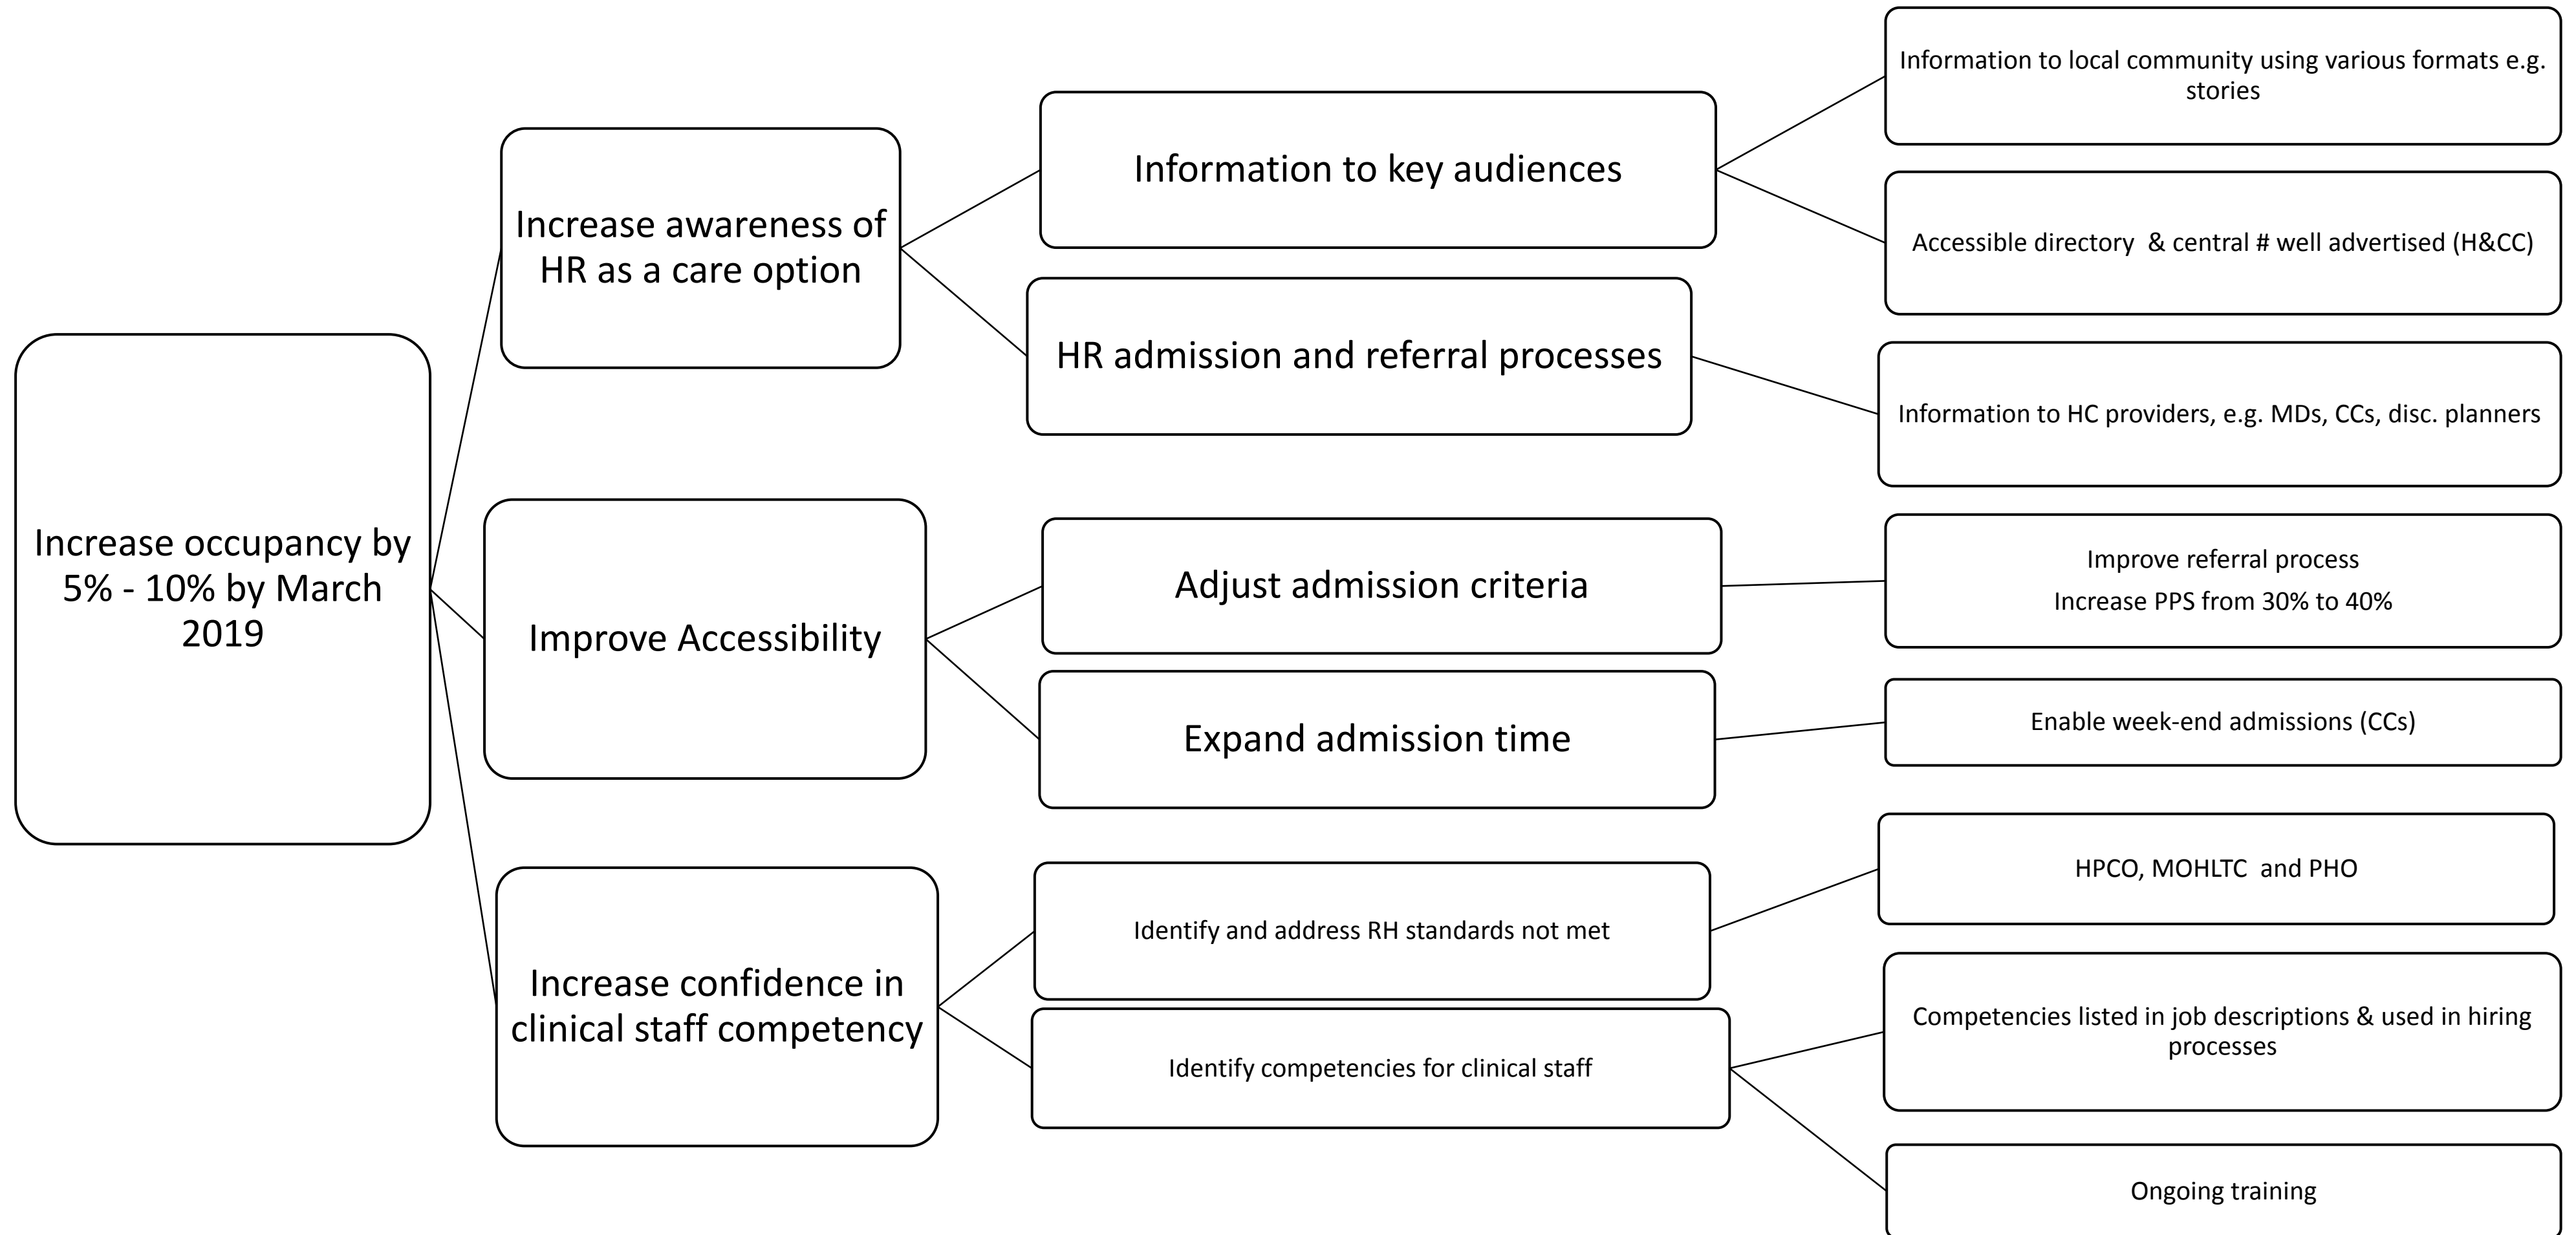 Increase occupancy by
5% - 10% by March
2019
Increase awareness of
HR as a care option
Information to key audiences
Information to local community using various formats e.g.
stories
Accessible directory  & central # well advertised (H&CC)
HR admission and referral processes
Information to HC providers, e.g. MDs, CCs, disc. planners
Improve Accessibility
Adjust admission criteria
Improve referral process
Increase PPS from 30% to 40%
Expand admission time
Enable week-end admissions (CCs)
Increase confidence in
clinical staff competency
Identify and address RH standards not met
HPCO, MOHLTC  and PHO
Identify competencies for clinical staff
Competencies listed in job descriptions & used in hiring
processes
Ongoing training